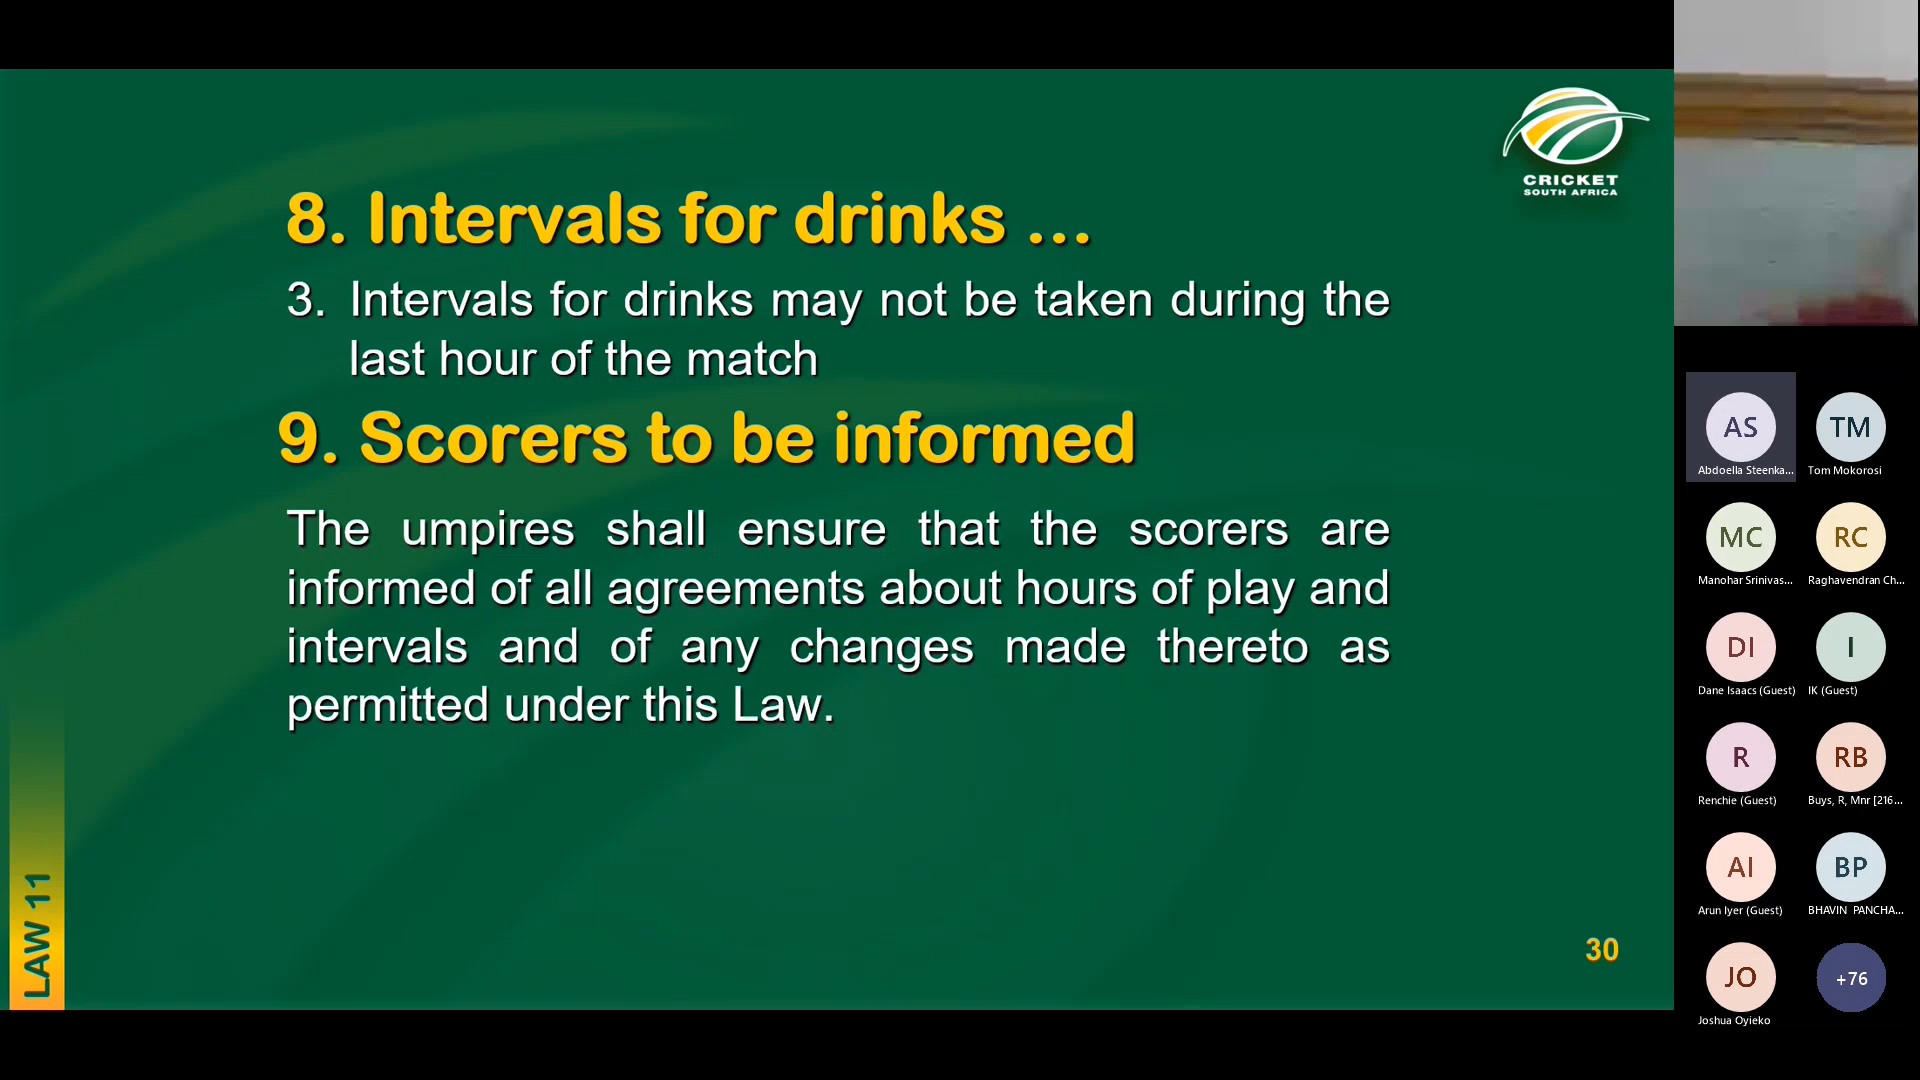 CRICKET
SOUTH AFRICA
8. Intervals for drinks ...
3. Intervals for drinks may not be taken during the
last hour of the match
9. Scorers to be informed
The umpires shall ensure that the scorers are
informed of all agreements about hours of play and
intervals and of any changes made thereto as
permitted under this Law.
LAW 11
30
AS
Abdoella Steenka...
TM
Tom Mokorosi
MC
Manohar Srinivas...
RC
Raghavendran Ch...
DI
Dane Isaacs (Guest)
I
IK (Guest)
R
Renchie (Guest)
RB
Buys, R, Mnr [216...
AI
Arun Iyer (Guest)
BP
BHAVIN PANCHA...
JO
Joshua Oyieko
+76